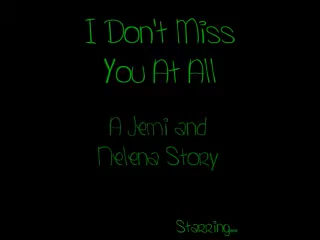 I Don't Miss
You At All
A Jemi and
Nelena Story
Starring...